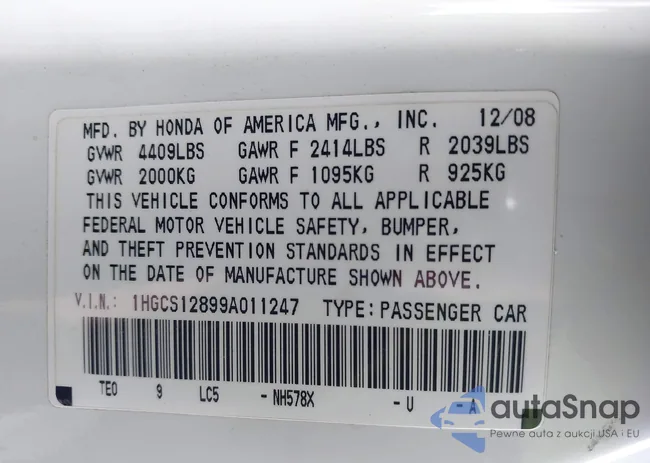 MFD. BY HONDA OF AMERICA MFG., INC. 12/08
GVWR 4409LBS GAWR F 2414LBS R 2039LBS
GVWR 2000KG GAWR F 1095KG R 925KG
THIS VEHICLE CONFORMS TO ALL APPLICABLE
FEDERAL MOTOR VEHICLE SAFETY, BUMPER,
AND THEFT PREVENTION STANDARDS IN EFFECT
ON THE DATE OF MANUFACTURE SHOWN ABOVE.
V.I.N.: 1HGCS12899A011247 TYPE: PASSENGER CAR
TE0 9 LC5 - NH578X - U - A
autoSnap
Pewne auta z aukcji USA i EU